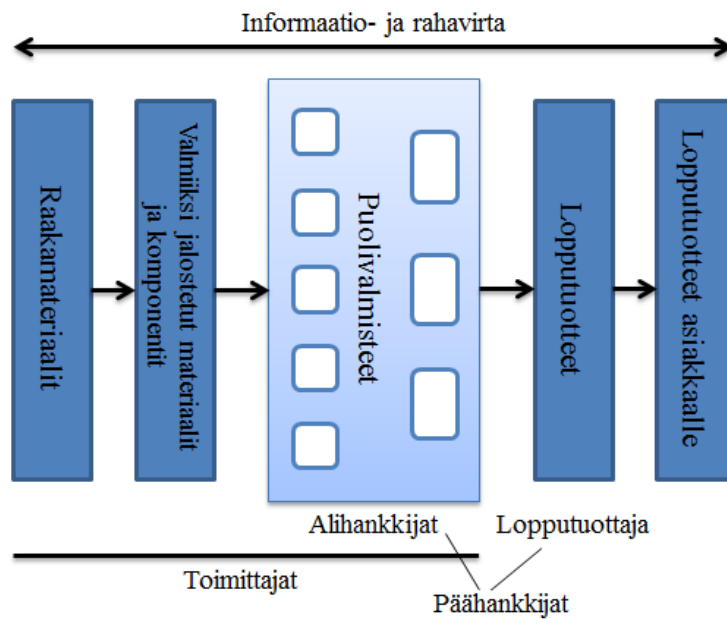 Informaatio- ja rahavirta
Raakamateriaalit
Valmiiksi jalostetut materiaalit
ja komponentit
Puolivalmisteet
Lopputuotteet
Lopputuotteet asiakkaalle
Alihankkijat
Lopputuottaja
Toimittajat
Päähankkijat